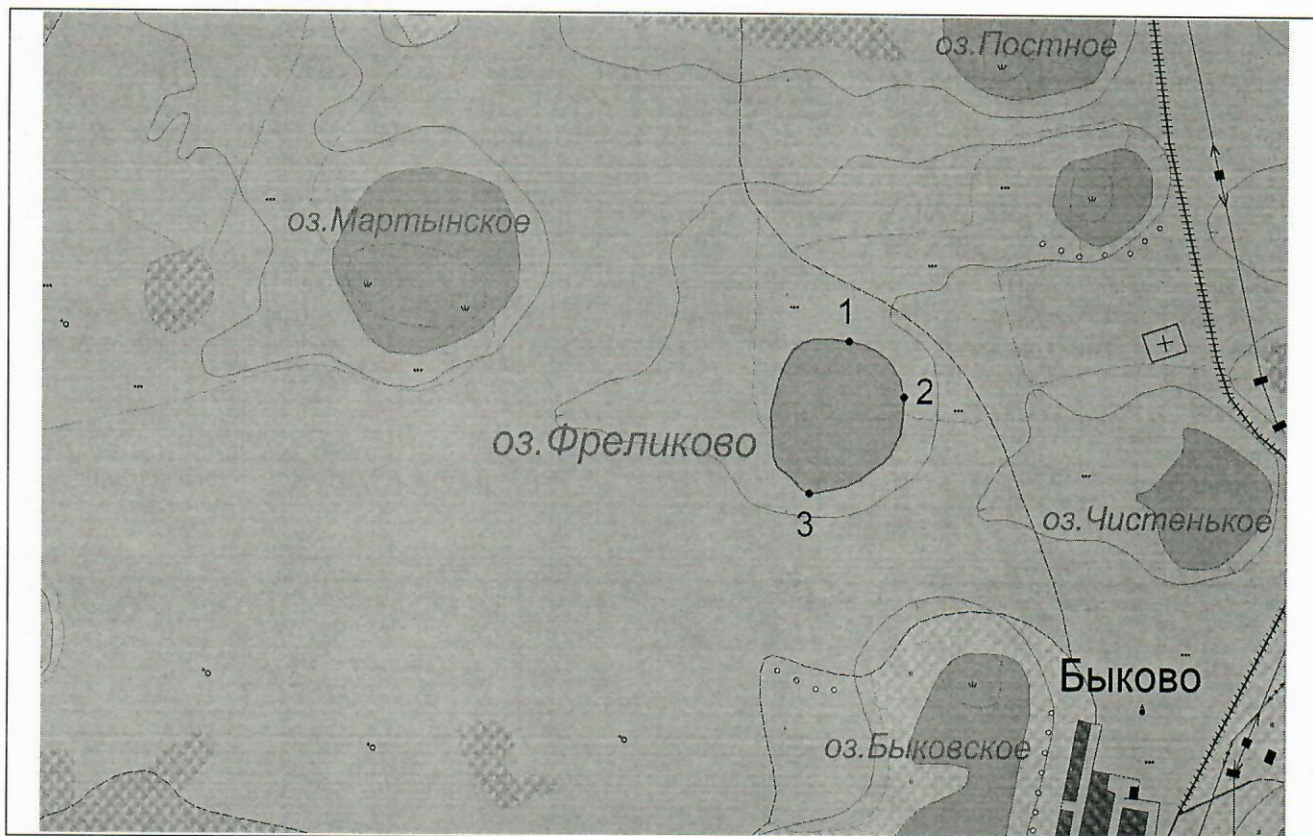 оз.Постное
оз.Мартынское
1
2
оз.Фреликово
3
оз.Чистенькое
Быково
оз.Быковское